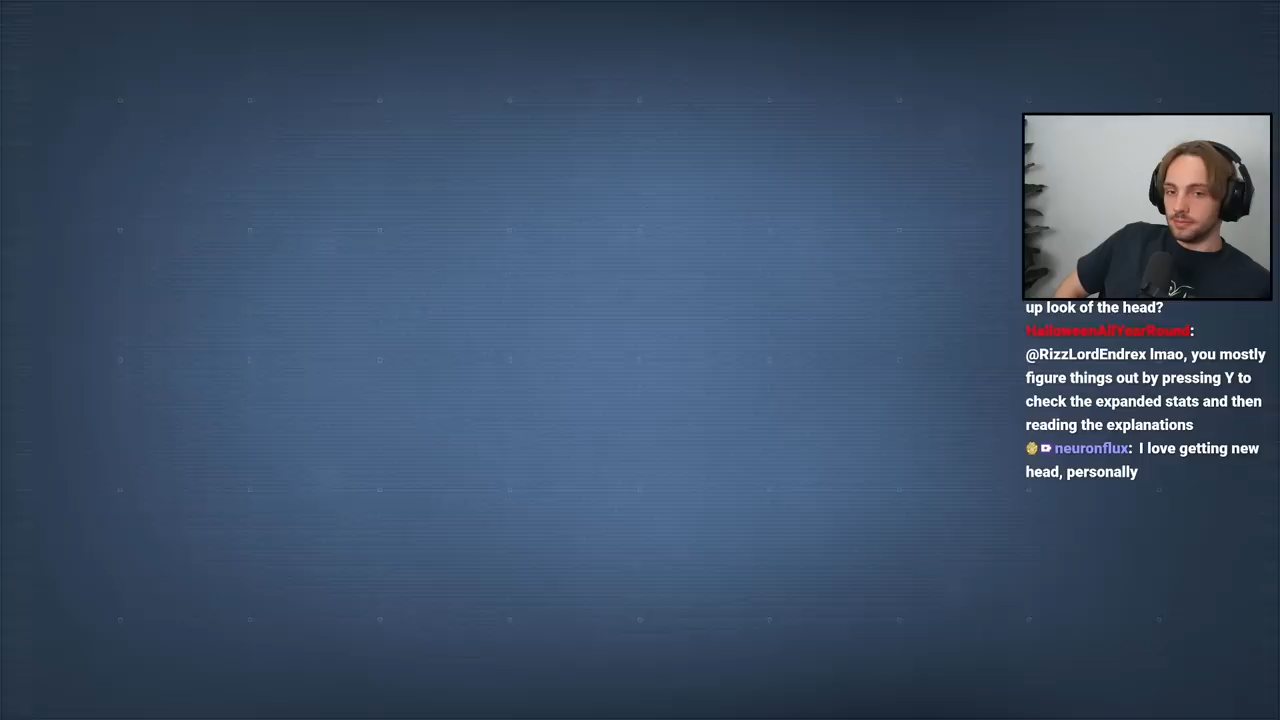 up look of the head?
HalloweenAllYearRound:
@RizzLordEndrex lmao, you mostly
figure things out by pressing Y to
check the expanded stats and then
reading the explanations
neuronflux: I love getting new
head, personally